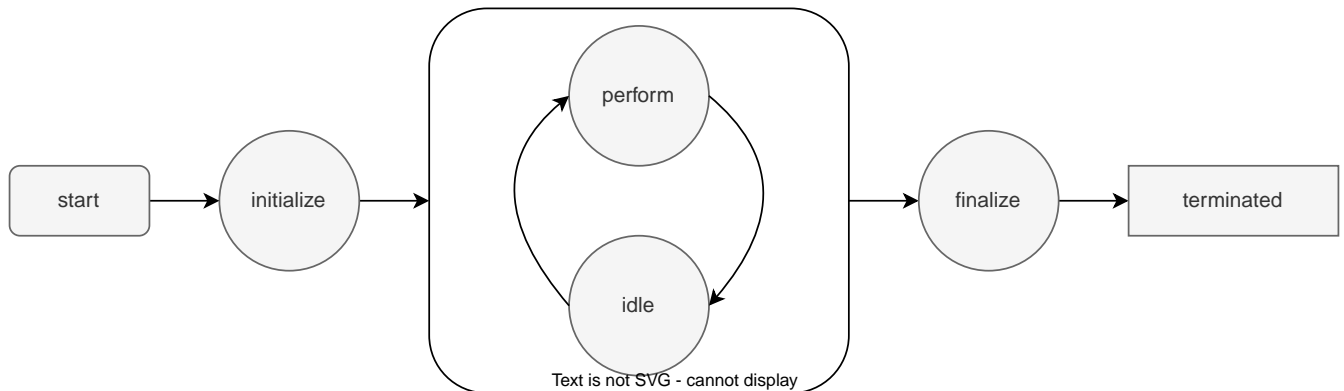 start
initialize
perform
idle
Text is not SVG - cannot display
finalize
terminated